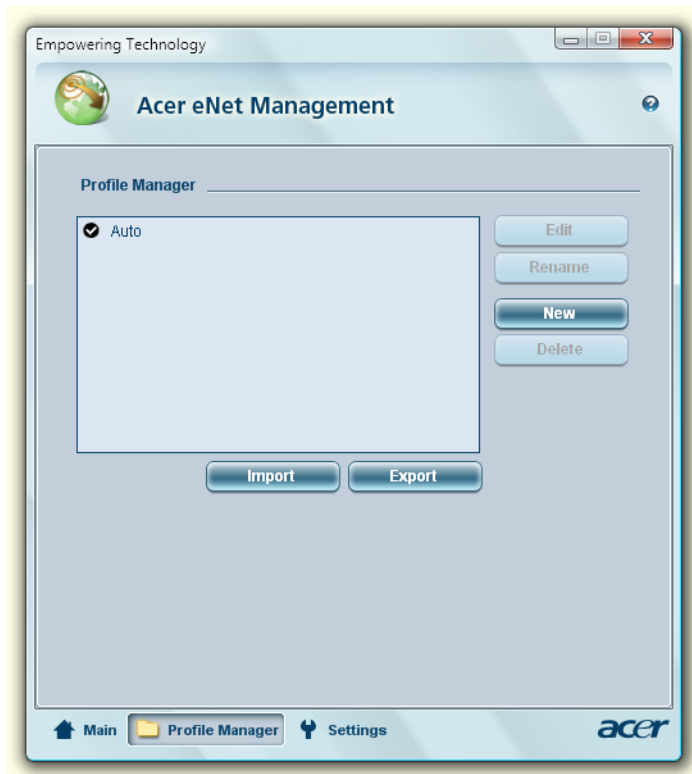 Empowering Technology
Acer eNet Management
Profile Manager
Auto
Edit
Rename
New
Delete
Import Export
Main Profile Manager Settings acer